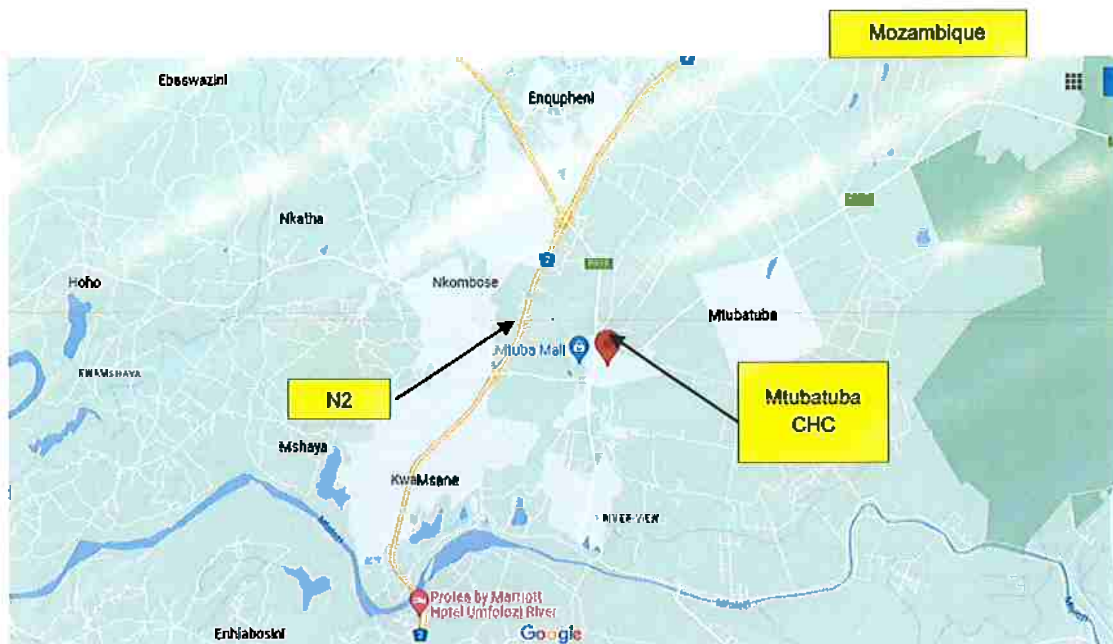 Mozambique
Ebaswazini
Enqupheni
Nkatha
Nkombose
Hoho
Mtubatuba
Mtuba Mall
KWAMSHAYA
N2
Mtubatuba
CHC
Mshaya
KwaMsane
RIVER VIEW
Protea by Marriott
Hotel Umfolozi River
Enhlabosini
Google